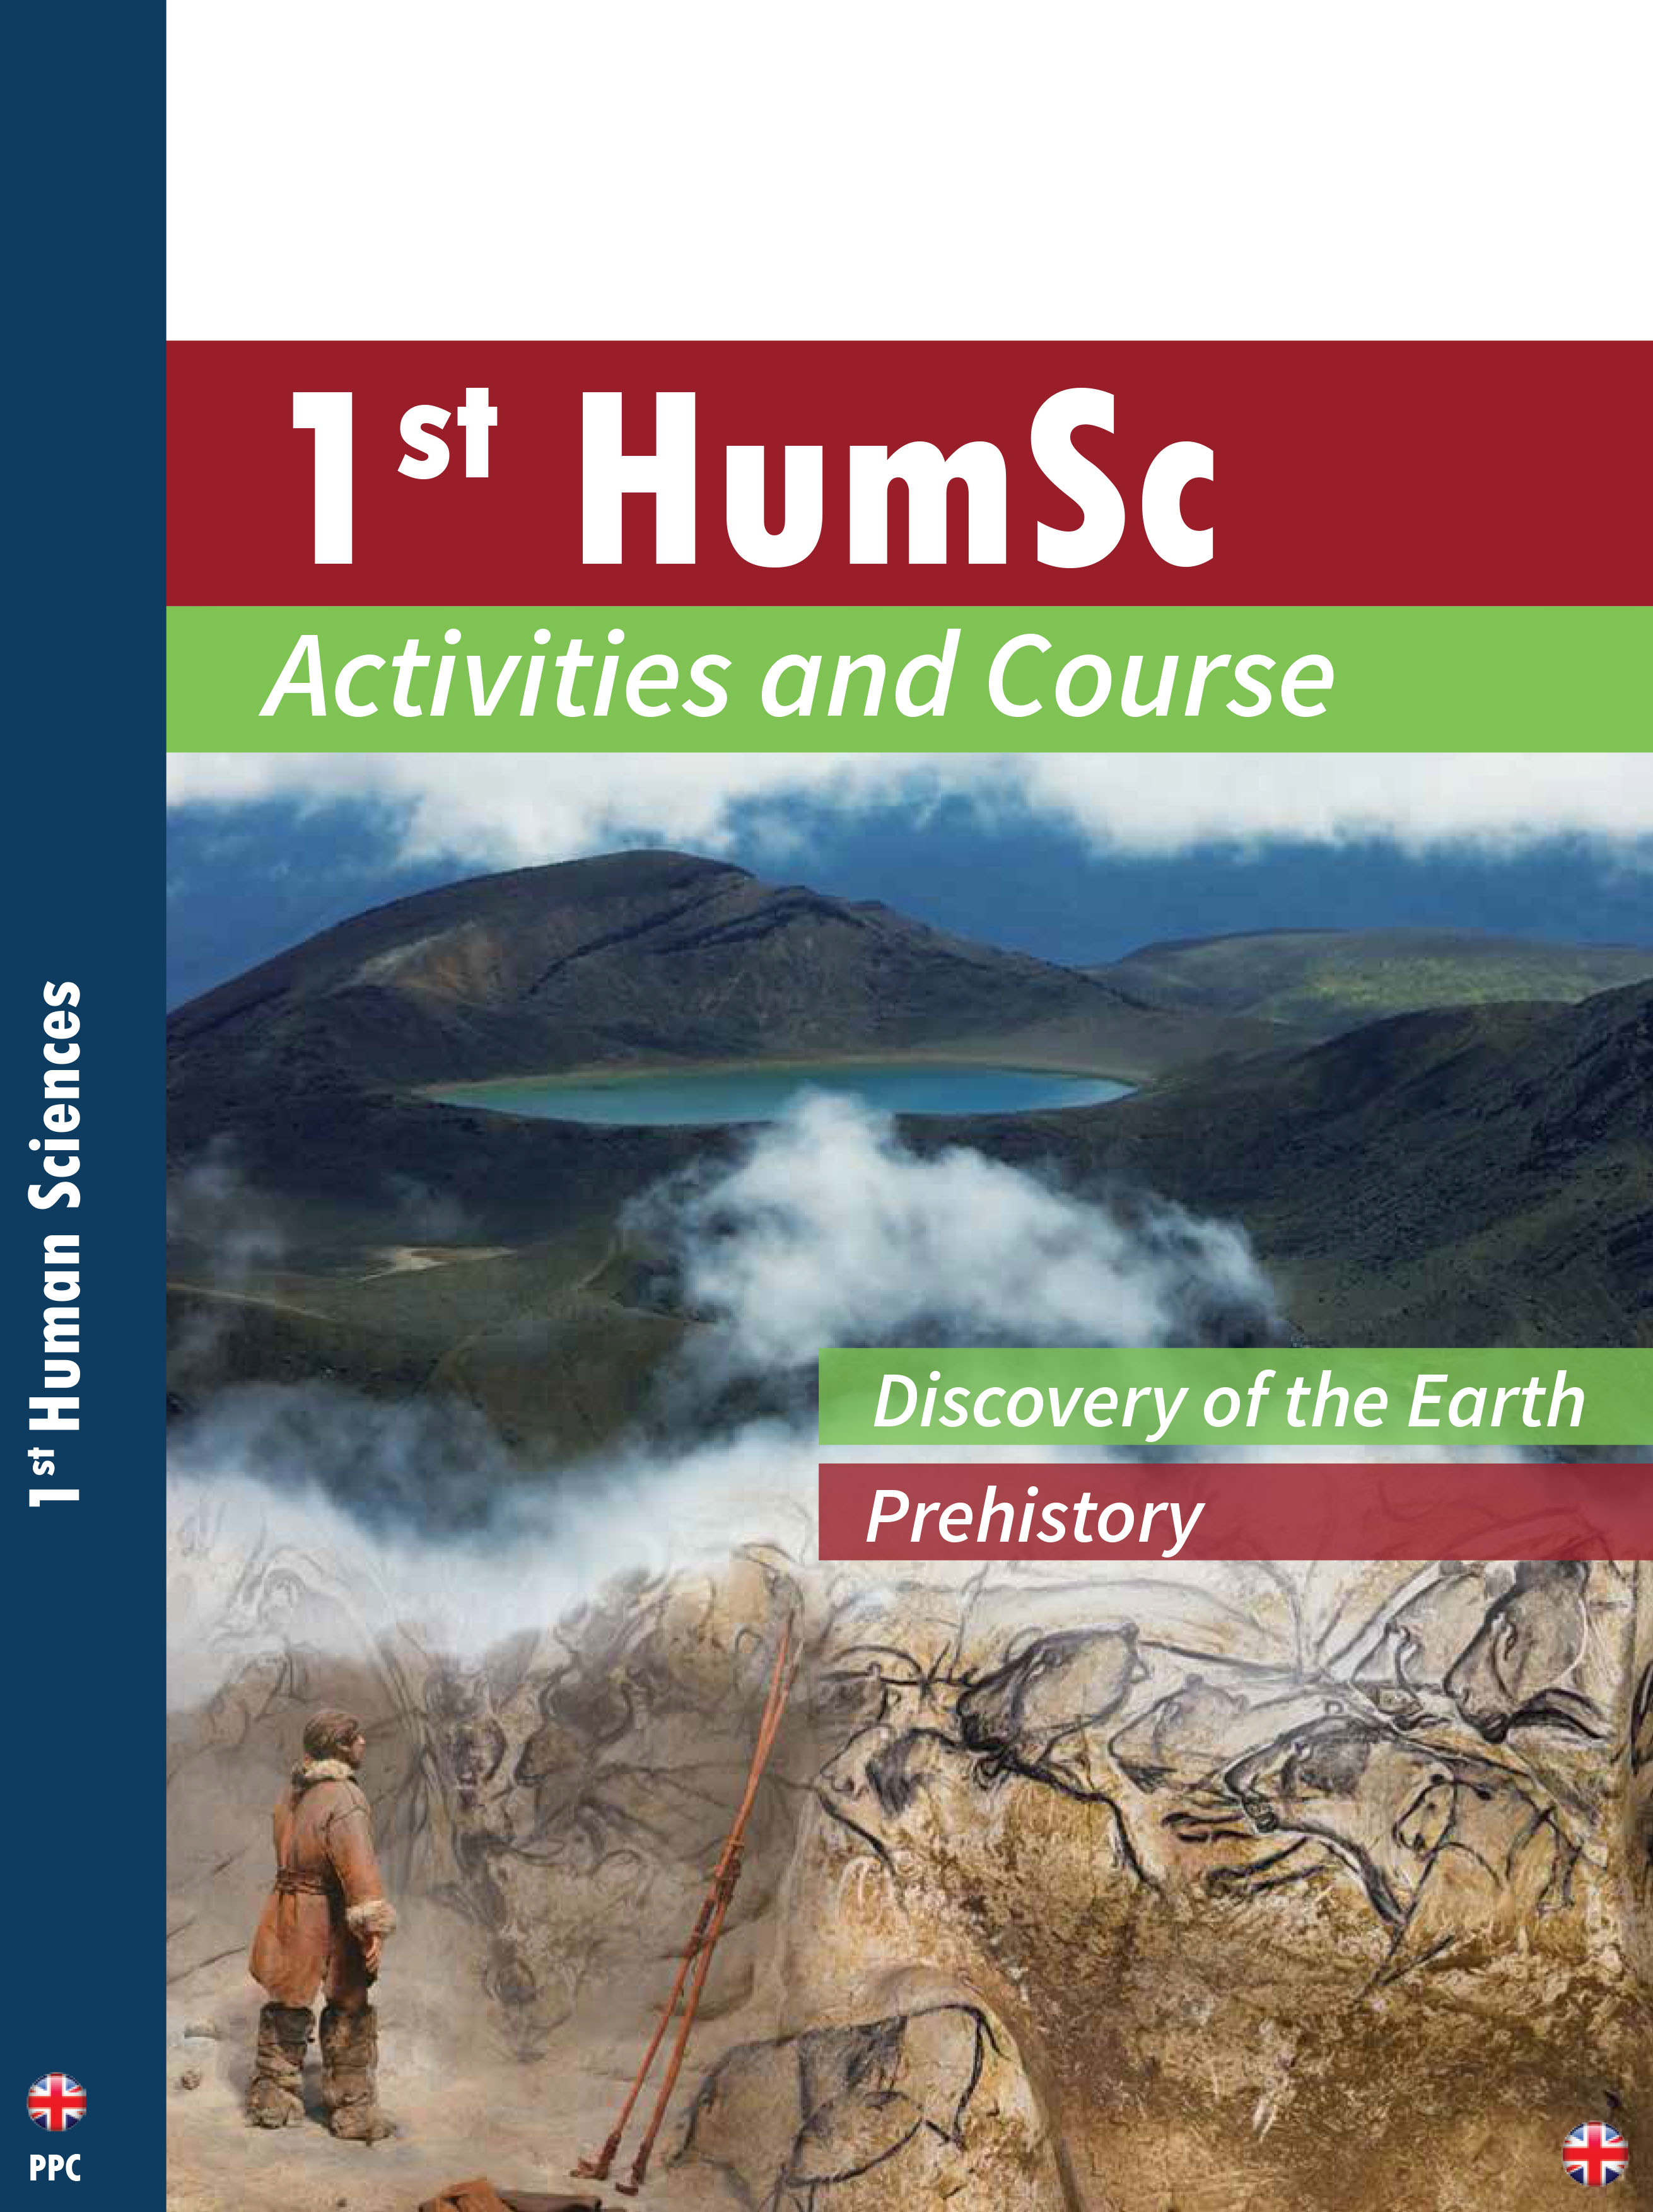 1st HumSc
Activities and Course
Discovery of the Earth
Prehistory
1st Human Sciences
PPC